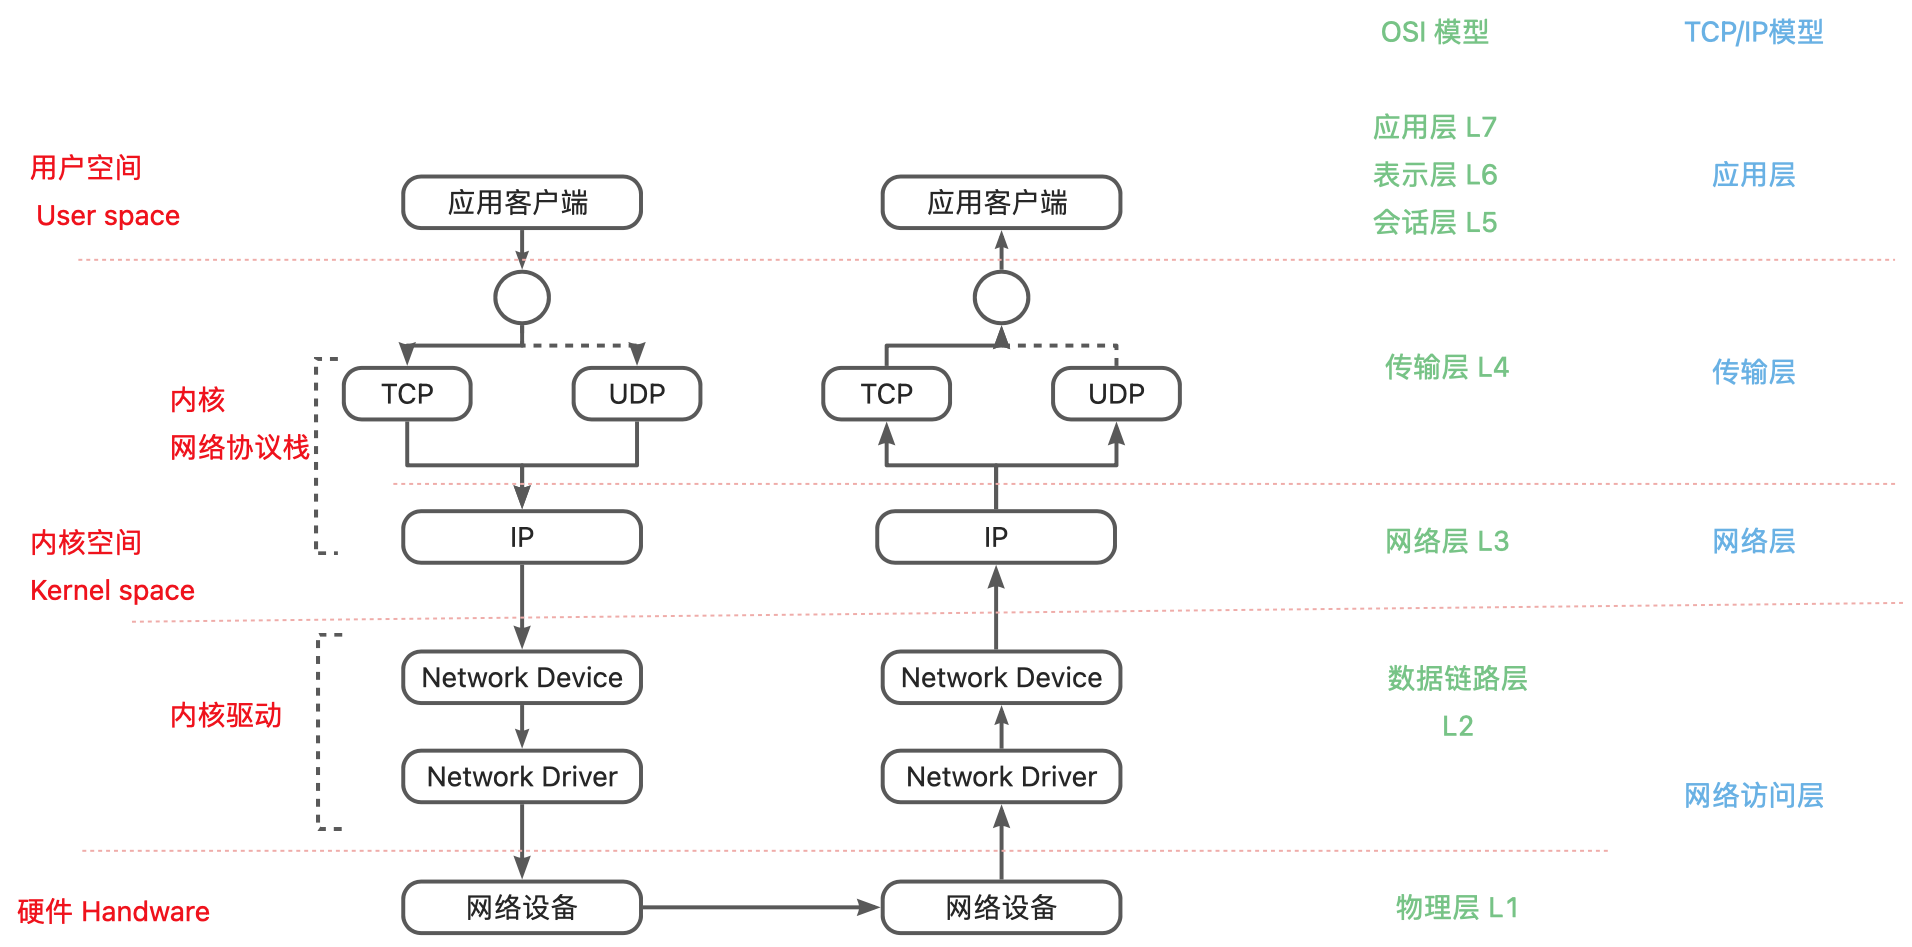 OSI 模型
TCP/IP模型
用户空间
User space
应用客户端
应用客户端
应用层 L7
表示层 L6
会话层 L5
应用层
内核
网络协议栈
TCP
UDP
TCP
UDP
传输层 L4
传输层
内核空间
Kernel space
IP
IP
网络层 L3
网络层
内核驱动
Network Device
Network Device
数据链路层
L2
Network Driver
Network Driver
网络访问层
硬件 Handware
网络设备
网络设备
物理层 L1